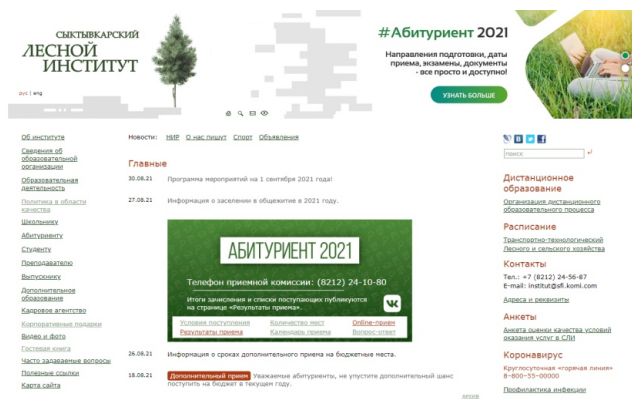 СЫКТЫВКАРСКИЙ
ЛЕСНОЙ
ИНСТИТУТ
рус | eng
#Абитуриент 2021
Направления подготовки, даты
приема, экзамены, документы
- все просто и доступно!
УЗНАТЬ БОЛЬШЕ
Об институте
Сведения об
образовательной
организации
Образовательная
деятельность
Политика в области
качества
Школьнику
Абитуриенту
Студенту
Преподавателю
Выпускнику
Дополнительное
образование
Кадровое агентство
Корпоративные подарки
Видео и фото
Гостевая книга
Часто задаваемые вопросы
Полезные ссылки
Карта сайта
Новости: НИР О нас пишут Спорт Объявления
Главные
30.08.21 Программа мероприятий на 1 сентября 2021 года!
27.08.21 Информация о заселении в общежитие в 2021 году.
АБИТУРИЕНТ 2021
Телефон приемной комиссии: (8212) 24-10-80
Итоги зачисления и списки поступающих публикуются
на странице «Результаты приема».
Условия поступления Количество мест Online-прием
Результаты приема Календарь приема Вопрос-ответ
26.08.21 Информация о сроках дополнительного приема на бюджетные места.
18.08.21 Дополнительный прием Уважаемые абитуриенты, не упустите дополнительный шанс
поступить на бюджет в текущем году.
архив
поиск
Дистанционное
образование
Организация дистанционного
образовательного процесса
Расписание
Транспортно-технологический
Лесного и сельского хозяйства
Контакты
Тел.: +7 (8212) 24-56-87
E-mail: institut@sfi.komi.com
Адреса и реквизиты
Анкеты
Анкета оценки качества условий
оказания услуг в СЛИ
Коронавирус
Круглосуточная «горячая линия»
8-800-55-00000
Профилактика инфекции